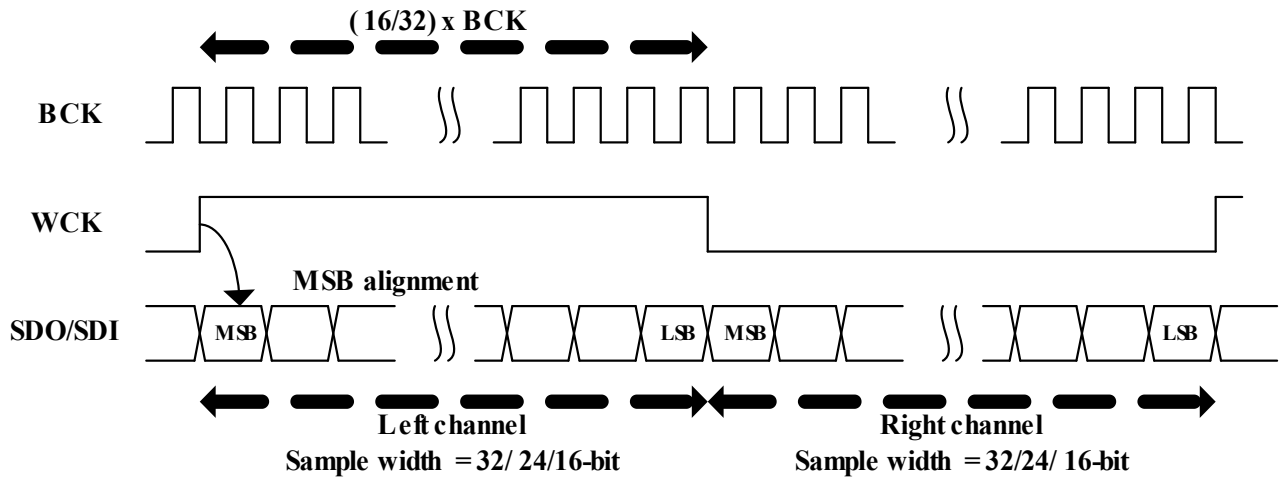 (16/32) x BCK
BCK
WCK
MSB alignment
SDO/SDI
MSB LSB MSB LSB
Left channel Right channel
Sample width = 32/ 24/16-bit Sample width = 32/24/ 16-bit